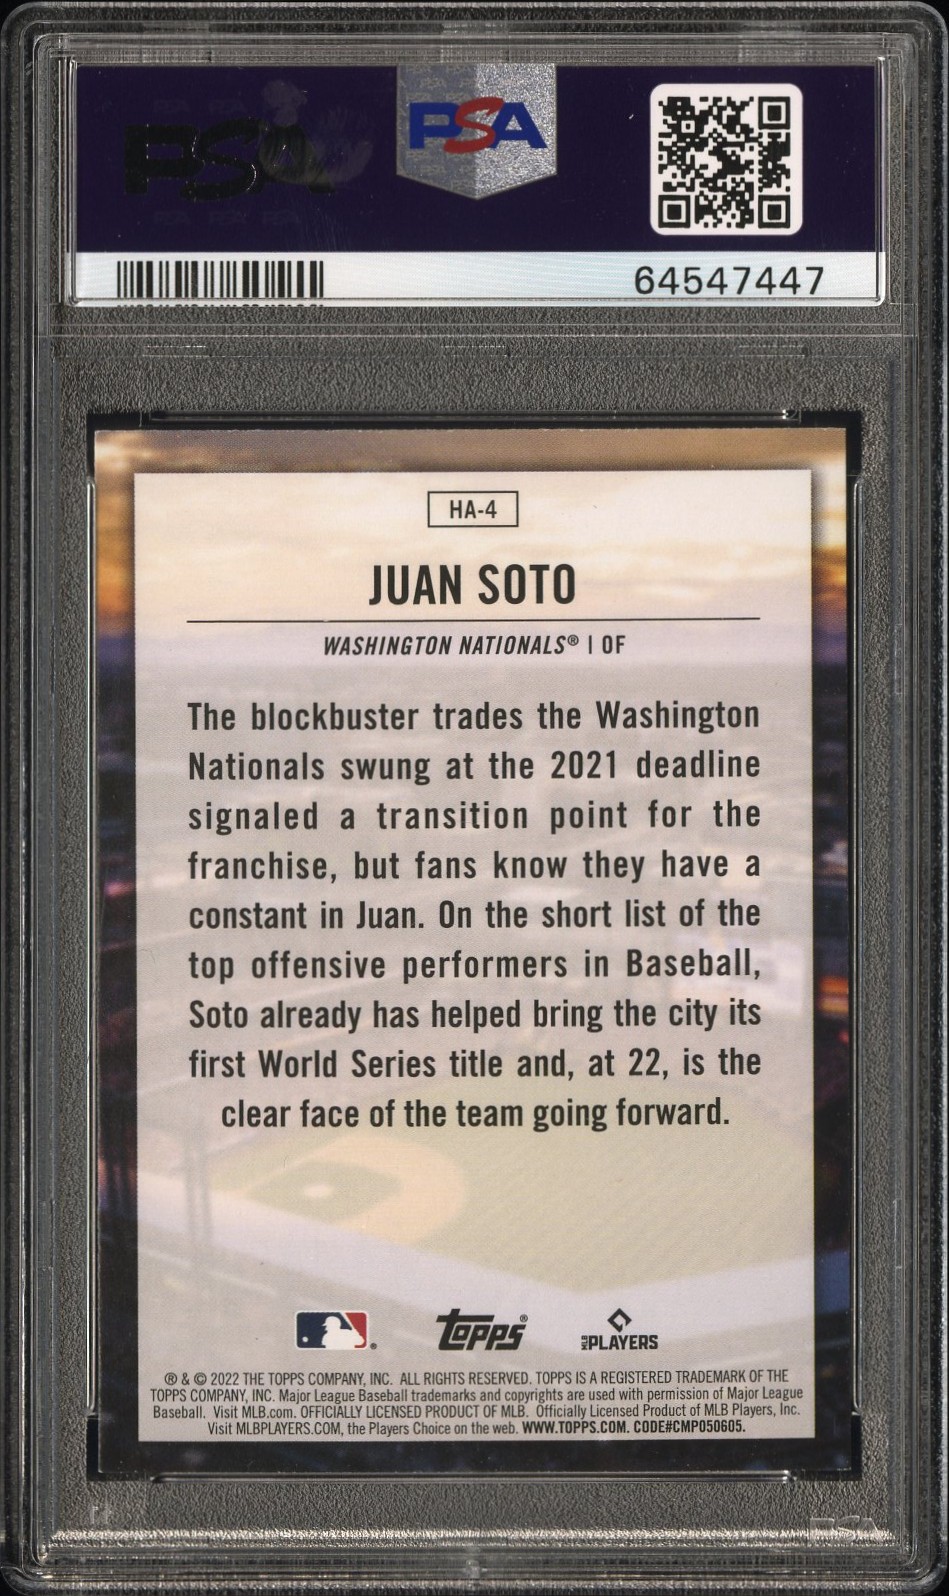 PSA
PSA
64547447
HA-4
JUAN SOTO
WASHINGTON NATIONALS® | OF
The blockbuster trades the Washington
Nationals swung at the 2021 deadline
signaled a transition point for the
franchise, but fans know they have a
constant in Juan. On the short list of the
top offensive performers in Baseball,
Soto already has helped bring the city its
first World Series title and, at 22, is the
clear face of the team going forward.
Topps®
MLB PLAYERS
® & © 2022 THE TOPPS COMPANY, INC. ALL RIGHTS RESERVED. TOPPS IS A REGISTERED TRADEMARK OF THE
TOPPS COMPANY, INC. Major League Baseball trademarks and copyrights are used with permission of Major League
Baseball. Visit MLB.com. OFFICIALLY LICENSED PRODUCT OF MLB. Officially Licensed Product of MLB Players, Inc.
Visit MLBPLAYERS.COM, the Players Choice on the web. WWW.TOPPS.COM. CODE#CMP050605.
PSA